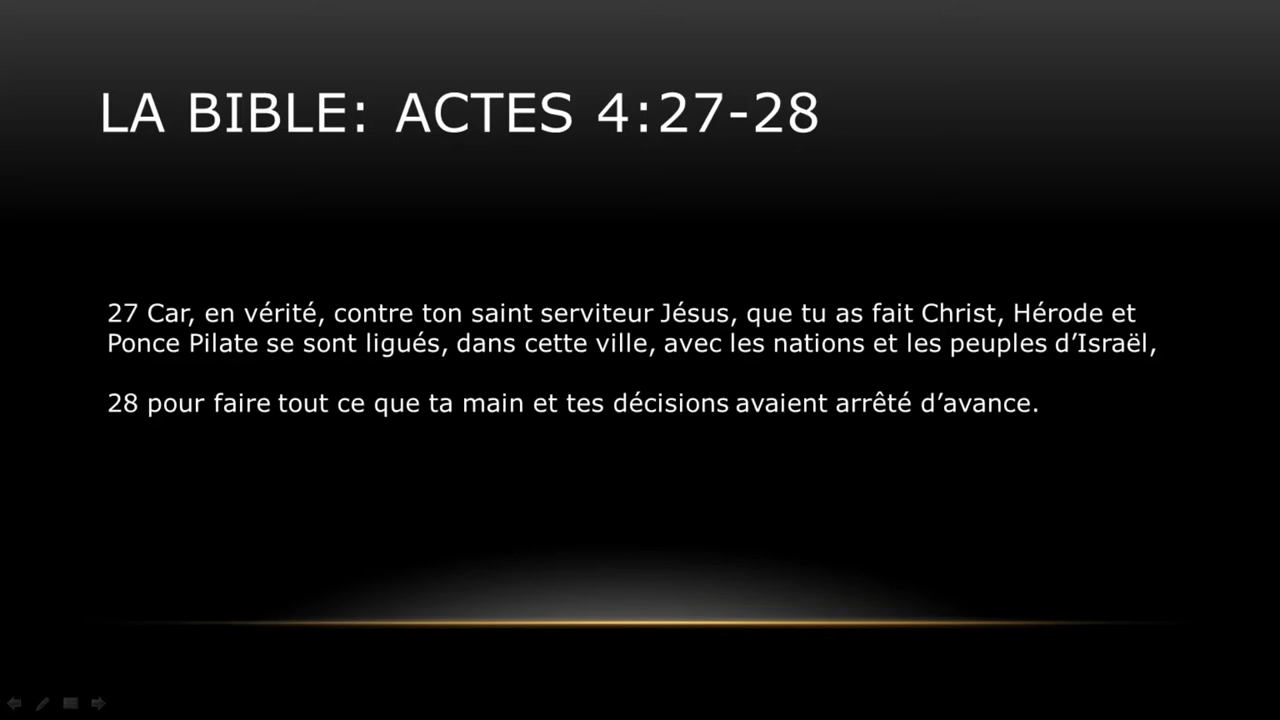 LA BIBLE: ACTES 4:27-28
27 Car, en vérité, contre ton saint serviteur Jésus, que tu as fait Christ, Hérode et
Ponce Pilate se sont ligués, dans cette ville, avec les nations et les peuples d’Israël,
28 pour faire tout ce que ta main et tes décisions avaient arrêté d’avance.